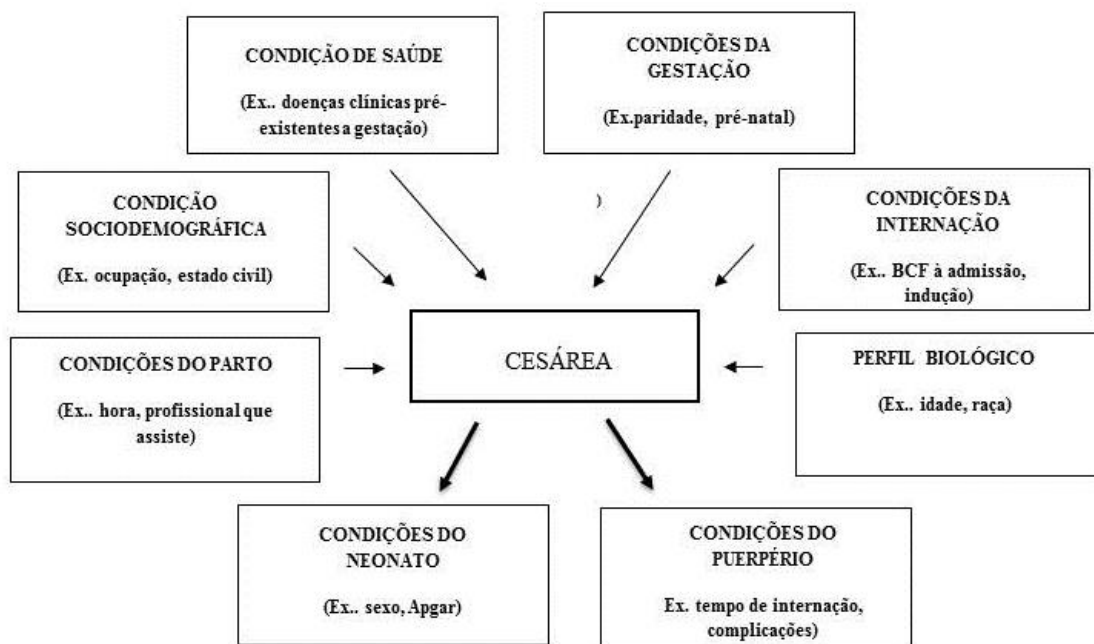 CONDIÇÃO DE SAÚDE
(Ex.. doenças clínicas pré-
existentes a gestação)
CONDIÇÕES DA
GESTAÇÃO
(Ex.paridade, pré-natal)
CONDIÇÃO
SOCIODEMOGRÁFICA
(Ex. ocupação, estado civil)
)
CONDIÇÕES DA
INTERNAÇÃO
(Ex.. BCF à admissão,
indução)
CONDIÇÕES DO PARTO
(Ex.. hora, profissional que
assiste)
CESÁREA
PERFIL BIOLÓGICO
(Ex.. idade, raça)
CONDIÇÕES DO
NEONATO
(Ex.. sexo, Apgar)
CONDIÇÕES DO
PUERPÉRIO
Ex. tempo de internação,
complicações)